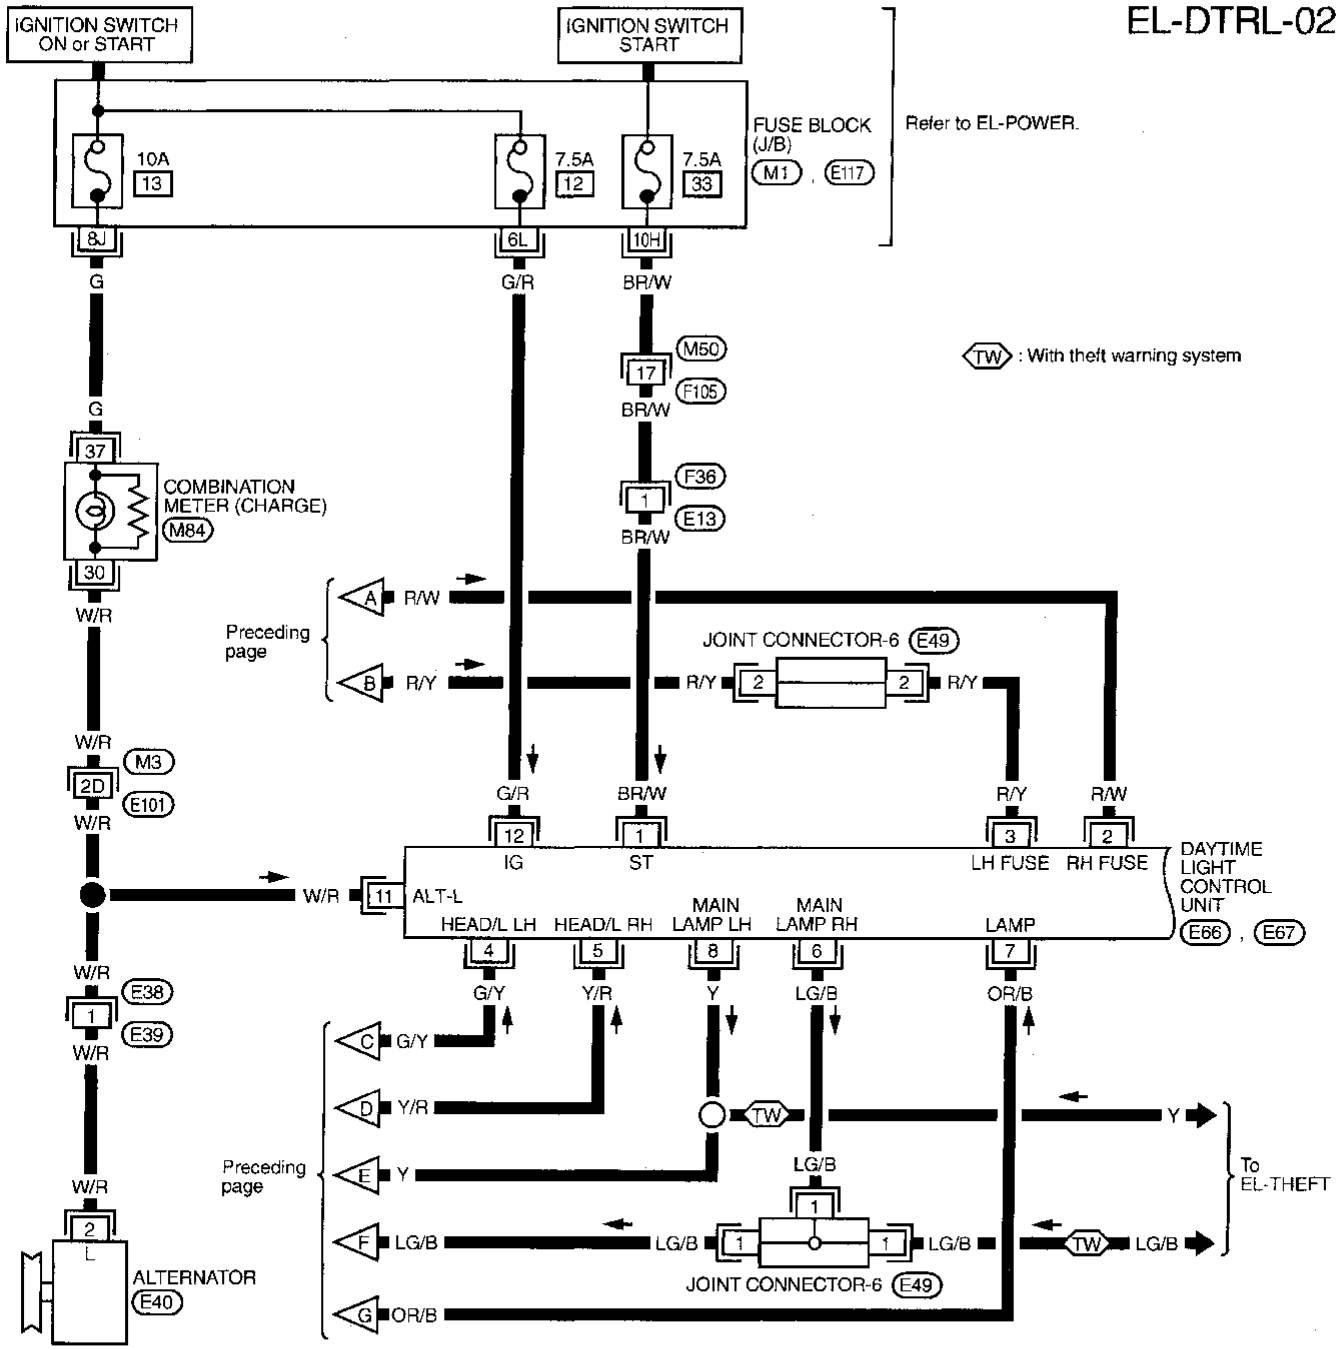 EL-DTRL-02
IGNITION SWITCH
ON or START
IGNITION SWITCH
START
FUSE BLOCK
(J/B)
M1 , E117
Refer to EL-POWER.
10A
13
7.5A
12
7.5A
33
8J
6L
10H
G
G/R
BR/W
M50
17
F105
BR/W
TW : With theft warning system
G
37
COMBINATION
METER (CHARGE)
M84
30
W/R
F36
1
E13
BR/W
Preceding
page
A R/W
B R/Y
JOINT CONNECTOR-6 E49
R/Y 2 2 R/Y
W/R
M3
2D
E101
W/R
G/R
BR/W
R/Y
R/W
12
1
3
2
IG
ST
LH FUSE
RH FUSE
DAYTIME
LIGHT
CONTROL
UNIT
E66 , E67
W/R 11 ALT-L
HEAD/L LH
HEAD/L RH
MAIN
LAMP LH
MAIN
LAMP RH
LAMP
4
5
8
6
7
G/Y
Y/R
Y
LG/B
OR/B
W/R
E38
1
E39
W/R
Preceding
page
C G/Y
D Y/R
TW
Y
E Y
LG/B
1
To
EL-THEFT
F LG/B
LG/B 1 1 LG/B
TW LG/B
JOINT CONNECTOR-6 E49
G OR/B
W/R
2
L
ALTERNATOR
E40